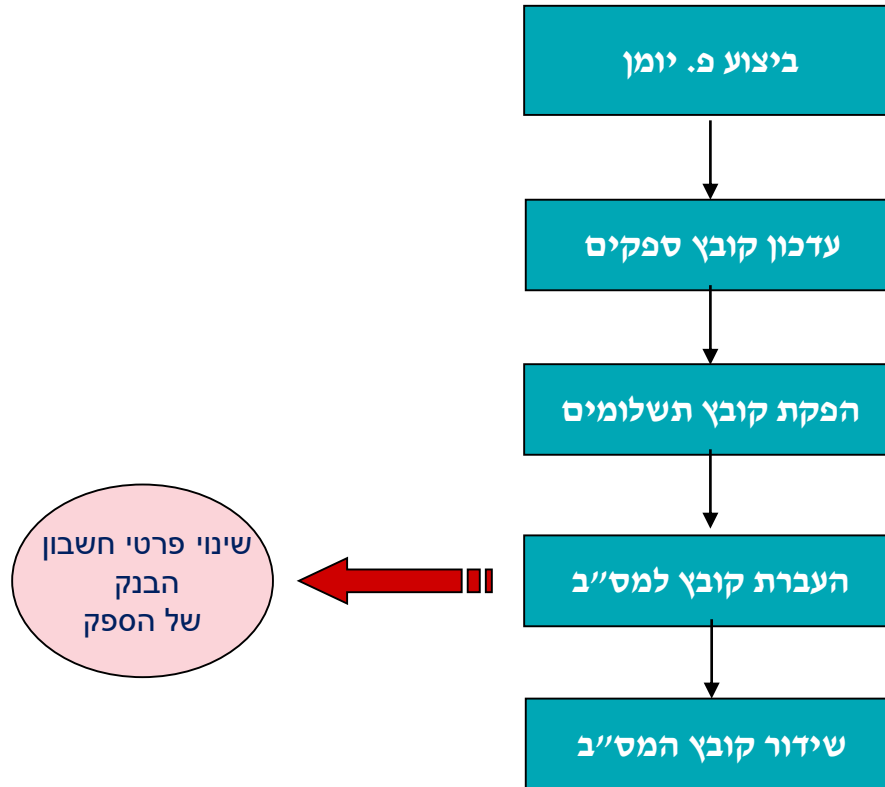 ביצוע פ. יומן
עדכון קובץ ספקים
הפקת קובץ תשלומים
העברת קובץ למס״ב
שינוי פרטי חשבון
הבנק
של הספק
שידור קובץ המס״ב